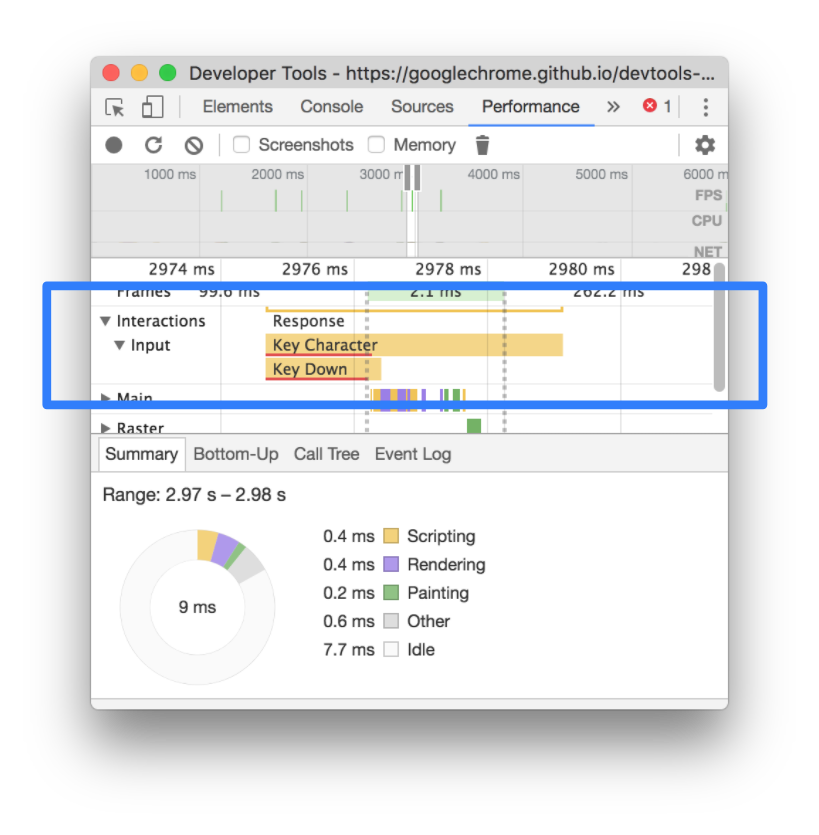 Developer Tools - https://googlechrome.github.io/devtools-...
Elements Console Sources Performance » 1
Screenshots Memory
1000 ms 2000 ms 3000 m 4000 ms 5000 ms 6000 m
FPS
CPU
NET
2974 ms 2976 ms 2978 ms 2980 ms 298
Frames 99.6 ms 2.1 ms 262.2 ms
Interactions Response
Input Key Character
Key Down
Main
Raster
Summary Bottom-Up Call Tree Event Log
Range: 2.97 s – 2.98 s
0.4 ms Scripting
0.4 ms Rendering
9 ms 0.2 ms Painting
0.6 ms Other
7.7 ms Idle